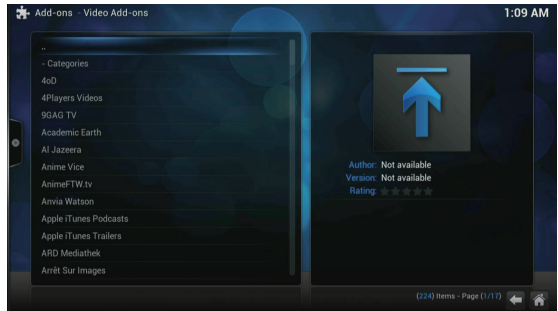 Add-ons - Video Add-ons
1:09 AM
..
- Categories
4oD
4Players Videos
9GAG TV
Academic Earth
Al Jazeera
Anime Vice
AnimeFTW.tv
Anvia Watson
Apple iTunes Podcasts
Apple iTunes Trailers
ARD Mediathek
Arrêt Sur Images
Author: Not available
Version: Not available
Rating:
(224) Items - Page (1/17)